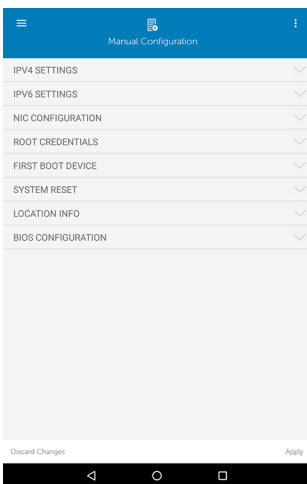 Manual Configuration
IPV4 SETTINGS
IPV6 SETTINGS
NIC CONFIGURATION
ROOT CREDENTIALS
FIRST BOOT DEVICE
SYSTEM RESET
LOCATION INFO
BIOS CONFIGURATION
Discard Changes
Apply